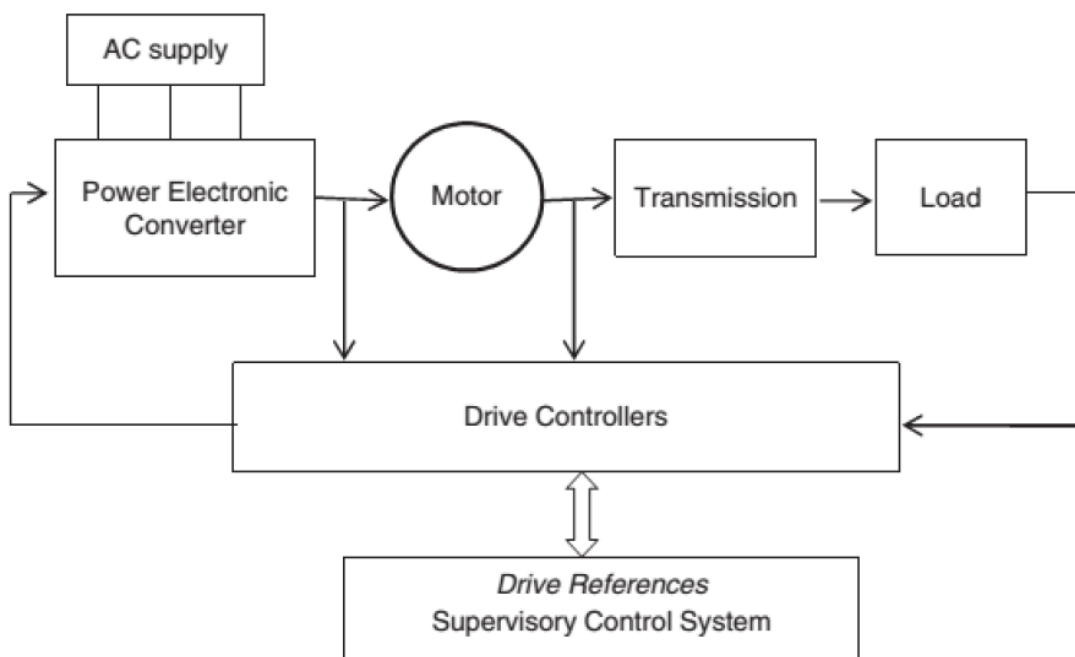 AC supply
Power Electronic
Converter
Motor
Transmission
Load
Drive Controllers
Drive References
Supervisory Control System